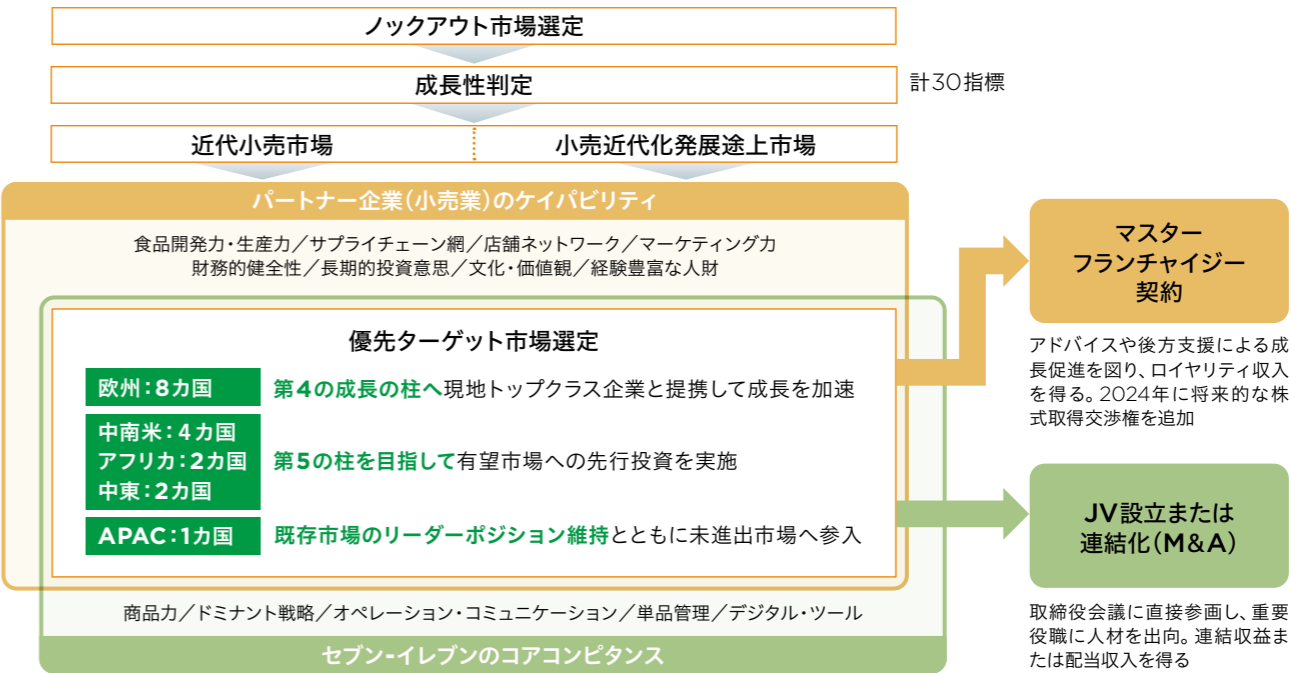 ノックアウト市場選定
成長性判定
計30指標
近代小売市場
小売近代化発展途上市場
パートナー企業(小売業)のケイパビリティ
食品開発力・生産力/サプライチェーン網/店舗ネットワーク/マーケティング力
財務的健全性/長期的投資意思/文化・価値観/経験豊富な人財
優先ターゲット市場選定
欧州:8カ国
第4の成長の柱へ現地トップクラス企業と提携して成長を加速
中南米:4カ国
アフリカ:2カ国
中東:2カ国
第5の柱を目指して有望市場への先行投資を実施
APAC:1カ国
既存市場のリーダーポジション維持とともに未進出市場へ参入
商品力/ドミナント戦略/オペレーション・コミュニケーション/単品管理/デジタル・ツール
セブン-イレブンのコアコンピタンス
マスター
フランチャイジー
契約
アドバイスや後方支援による成
長促進を図り、ロイヤリティ収入
を得る。2024年に将来的な株
式取得交渉権を追加
JV設立または
連結化(M&A)
取締役会議に直接参画し、重要
役職に人材を出向。連結収益ま
たは配当収入を得る